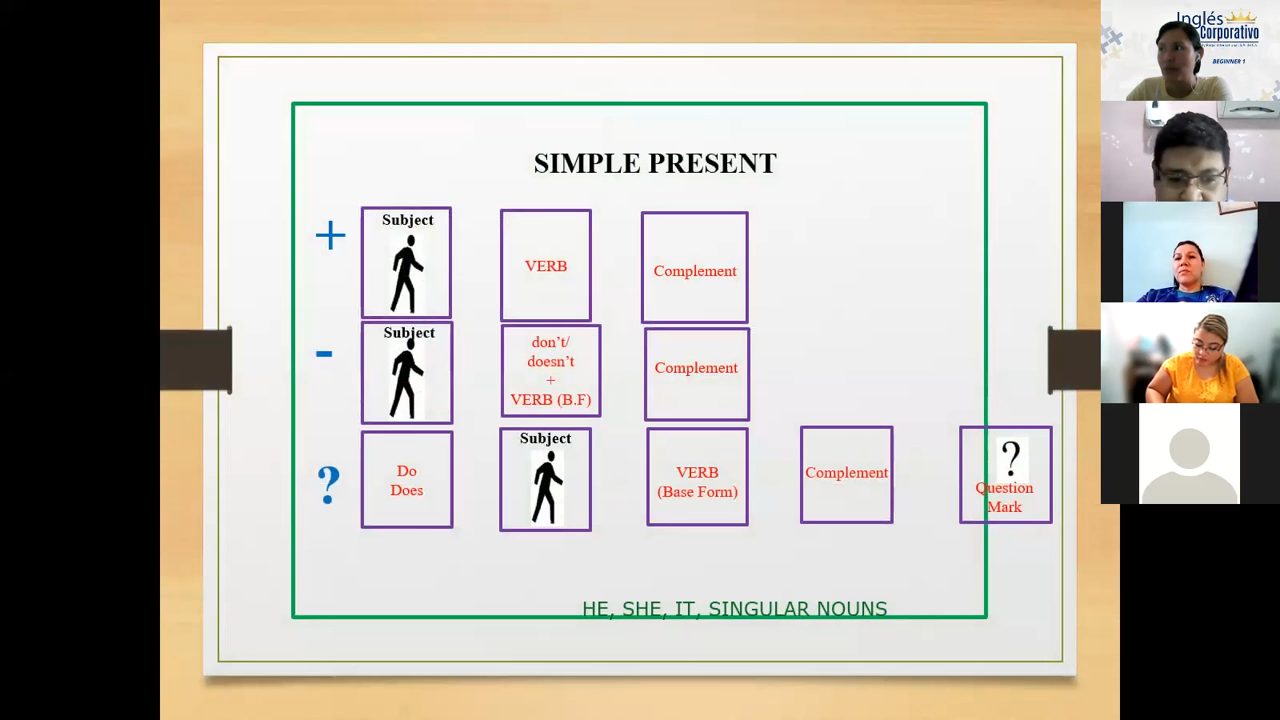 Inglés
Corporativo
BEGINNER 1
SIMPLE PRESENT
+
Subject
VERB
Complement
-
Subject
don't/
doesn't
+
VERB (B.F)
Complement
?
Do
Does
Subject
VERB
(Base Form)
Complement
?
Question
Mark
HE, SHE, IT, SINGULAR NOUNS